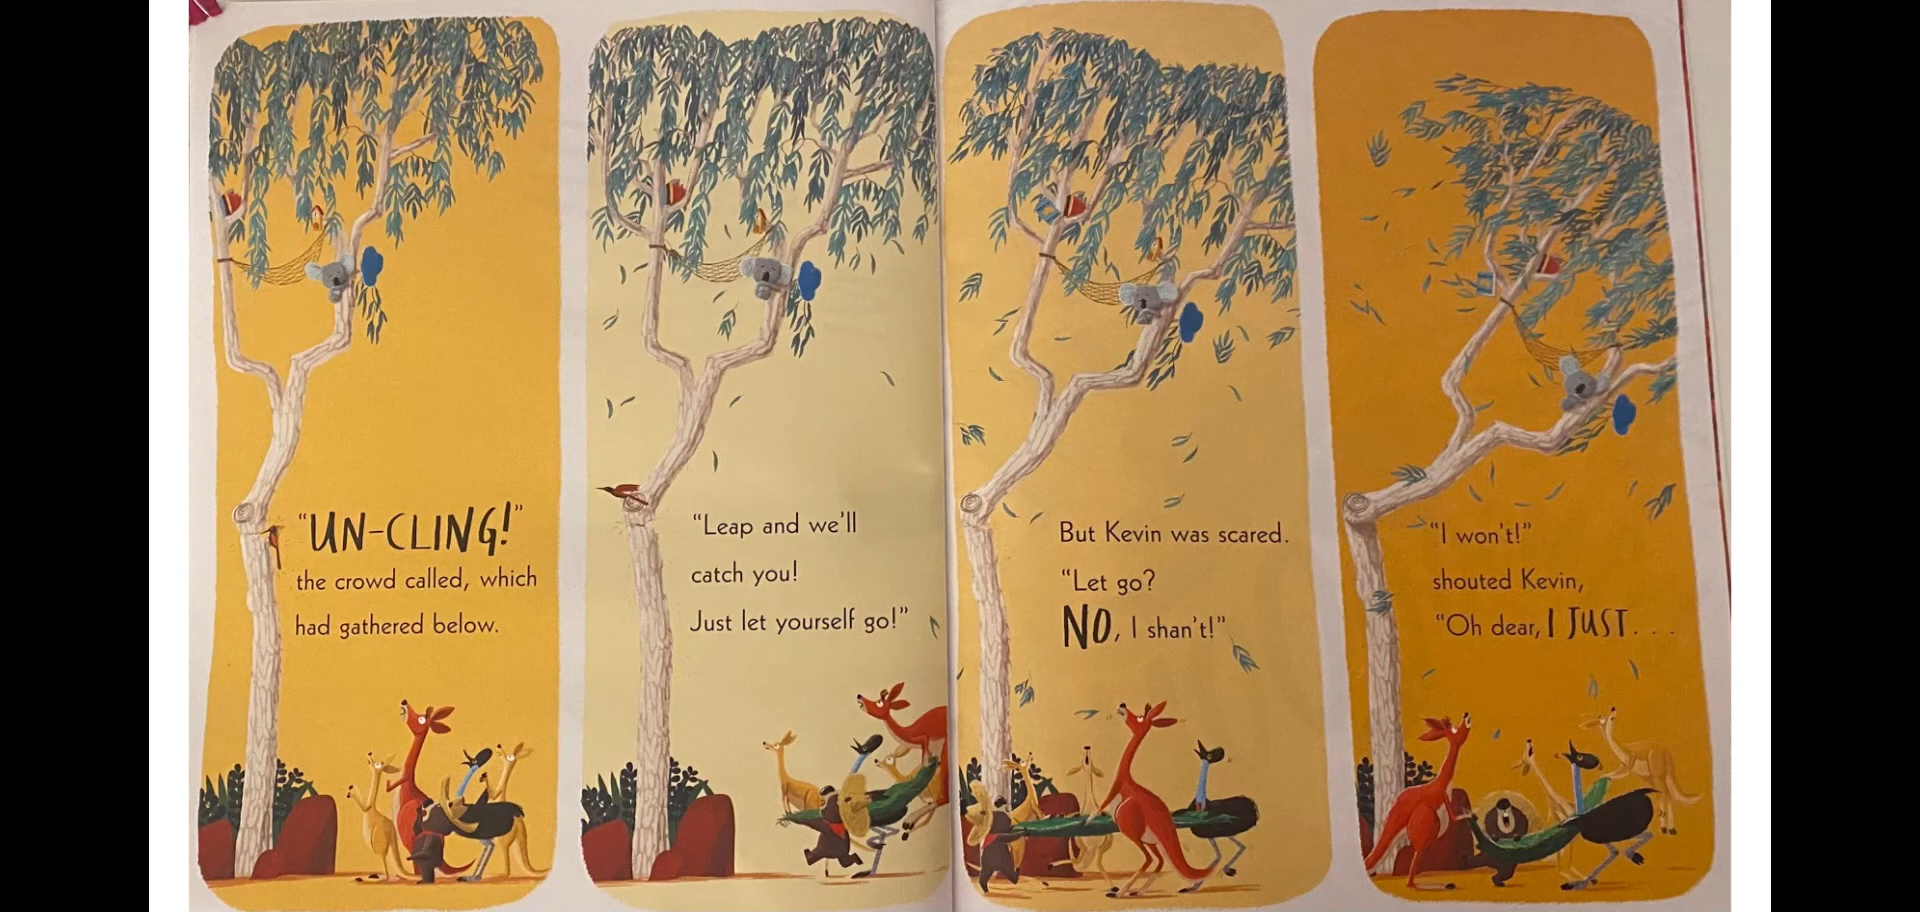 "UN-CLING!"
the crowd called, which
had gathered below.
"Leap and we'll
catch you!
Just let yourself go!"
But Kevin was scared.
"Let go?
NO, I shan't!"
"I won't!"
shouted Kevin,
"Oh dear, I JUST. . .